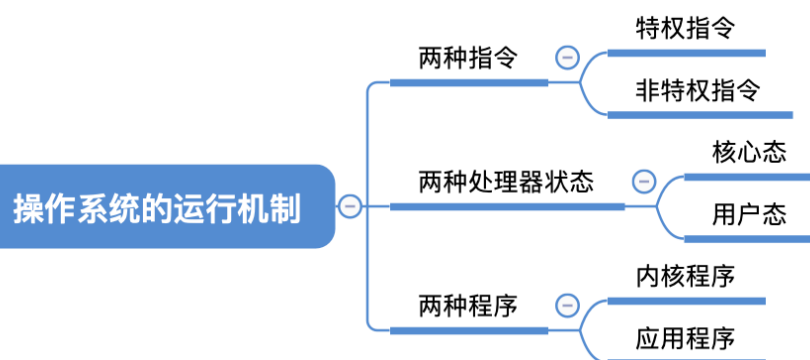 操作系统的运行机制
两种指令
特权指令
非特权指令
两种处理器状态
核心态
用户态
两种程序
内核程序
应用程序